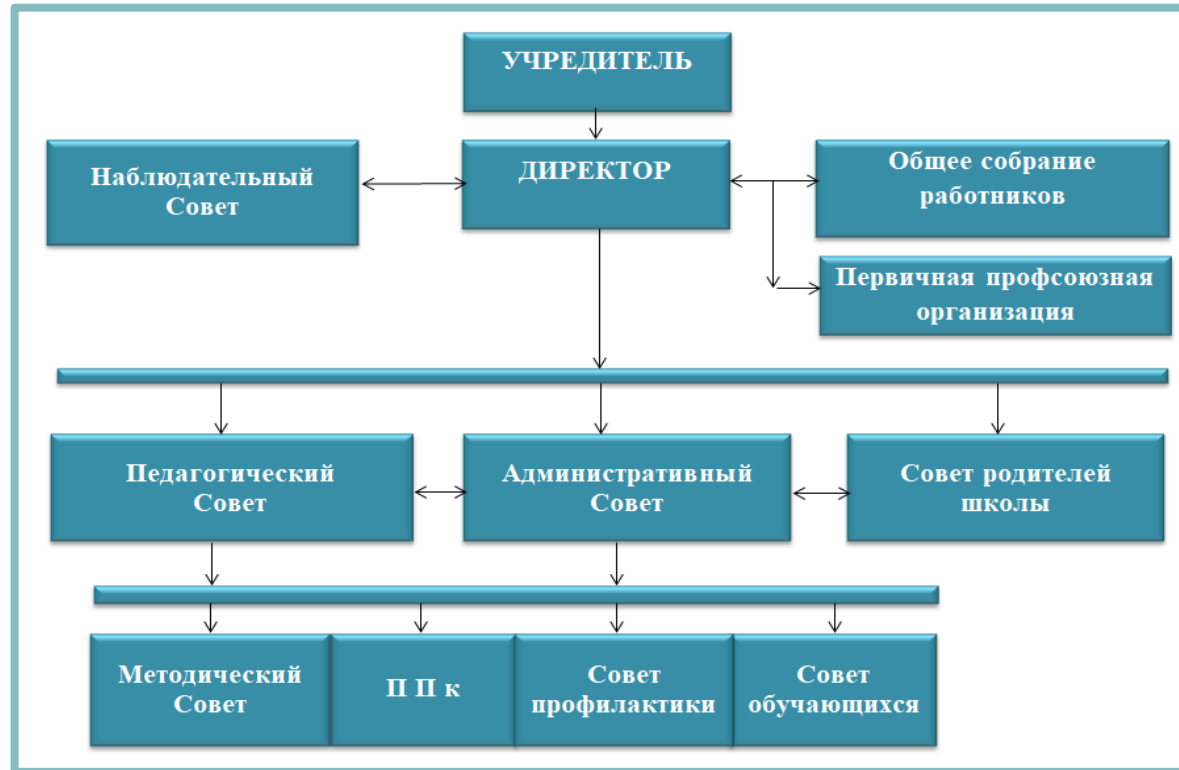 УЧРЕДИТЕЛЬ
Наблюдательный
Совет
ДИРЕКТОР
Общее собрание
работников
Первичная профсоюзная
организация
Педагогический
Совет
Административный
Совет
Совет родителей
школы
Методический
Совет
П П к
Совет
профилактики
Совет
обучающихся